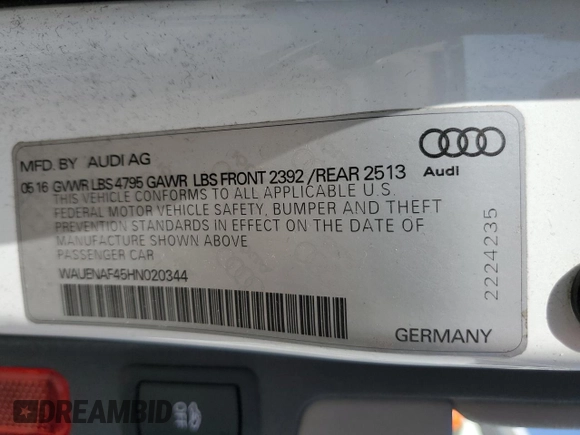 MFD. BY AUDI AG
Audi
05 16 GVWR LBS 4795 GAWR LBS FRONT 2392 / REAR 2513
THIS VEHICLE CONFORMS TO ALL APPLICABLE U.S.
FEDERAL MOTOR VEHICLE SAFETY, BUMPER AND THEFT
PREVENTION STANDARDS IN EFFECT ON THE DATE OF
MANUFACTURE SHOWN ABOVE
PASSENGER CAR
WAUENAF45HN020344
2224235
GERMANY
DREAMBID